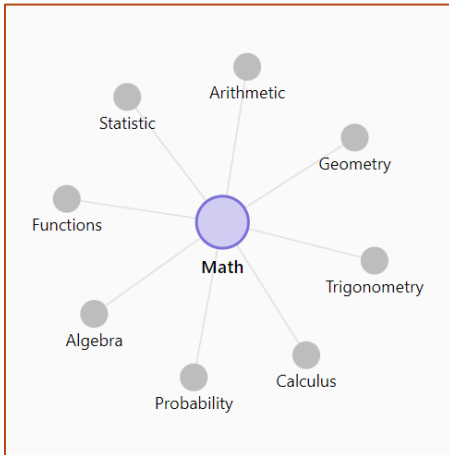 Arithmetic
Statistic
Geometry
Functions
Math
Trigonometry
Algebra
Calculus
Probability